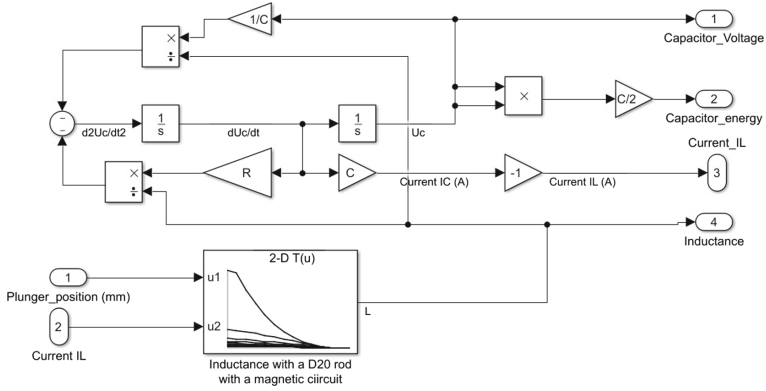 1/C
1
Capacitor_Voltage
×
÷
×
C/2
2
Capacitor_energy
− −
d2Uc/dt2
1
s
dUc/dt
1
s
Uc
Current_IL
×
÷
R
C
Current IC (A)
-1
Current IL (A)
3
4
Inductance
2-D T(u)
1
u1
Plunger_position (mm)
L
2
u2
Current IL
Inductance with a D20 rod
with a magnetic ciircuit